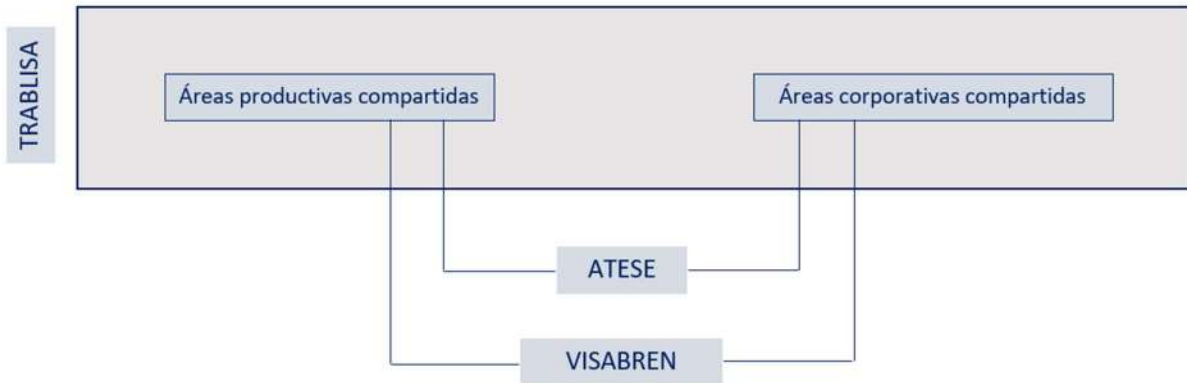 TRABLISA
Áreas productivas compartidas
Áreas corporativas compartidas
ATESE
VISABREN